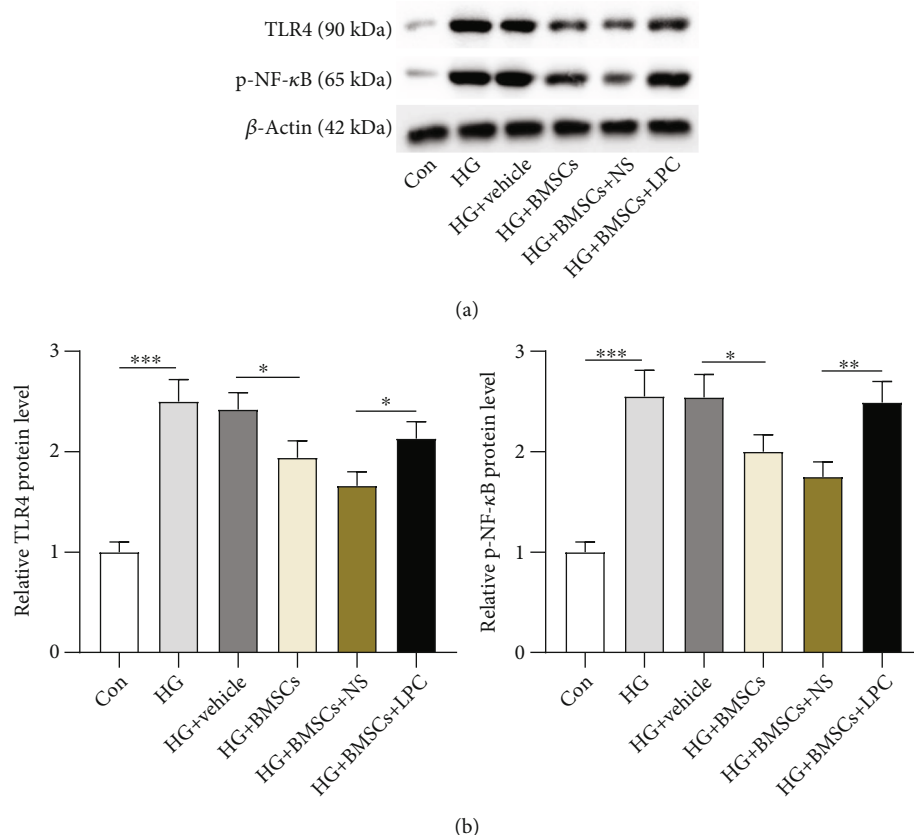 TLR4 (90 kDa)
p-NF-κB (65 kDa)
β-Actin (42 kDa)
Con
HG
HG+vehicle
HG+BMSCs
HG+BMSCs+NS
HG+BMSCs+LPC
(a)
Relative TLR4 protein level
3
2
1
0
***
*
*
Con
HG
HG+vehicle
HG+BMSCs
HG+BMSCs+NS
HG+BMSCs+LPC
Relative p-NF-κB protein level
3
2
1
0
***
*
**
Con
HG
HG+vehicle
HG+BMSCs
HG+BMSCs+NS
HG+BMSCs+LPC
(b)